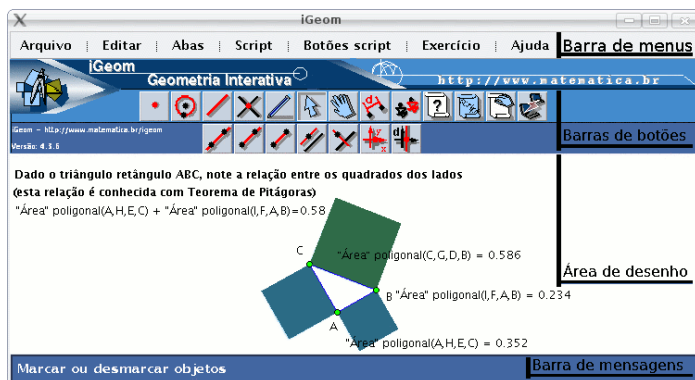 iGeom
Arquivo Editar Abas Script Botões script Exercício Ajuda Barra de menus
iGeom
Geometria Interativa
http://www.matematica.br
iGeom - http://www.matematica.br/igeom
Versão: 4.3.6
Barras de botões
Dado o triângulo retângulo ABC, note a relação entre os quadrados dos lados
(esta relação é conhecida com Teorema de Pitágoras)
"Área" poligonal(A,H,E,C) + "Área" poligonal(I,F,A,B)=0.58
C
"Área" poligonal(C,G,D,B) = 0.586
Área de desenho
B "Área" poligonal(I,F,A,B) = 0.234
A
"Área" poligonal(A,H,E,C) = 0.352
Marcar ou desmarcar objetos
Barra de mensagens